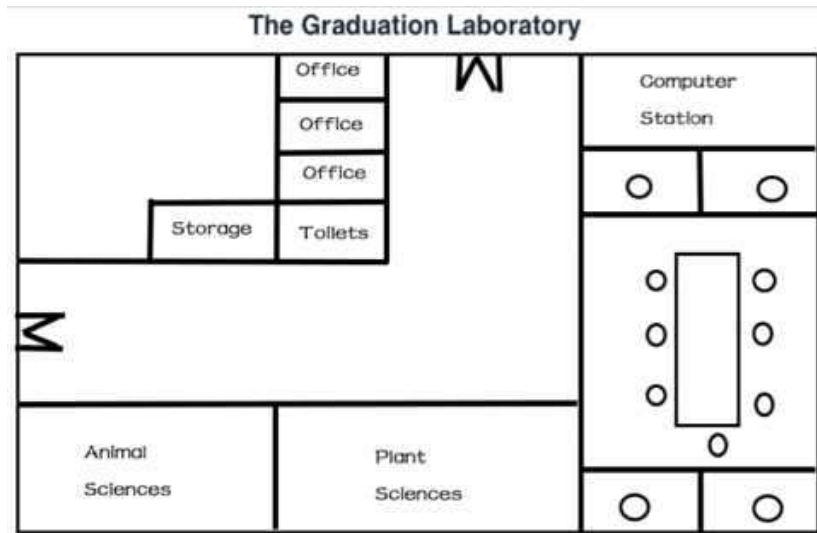 The Graduation Laboratory
Office
Computer
Station
Office
Office
Storage
Toilets
Animal
Sciences
Plant
Sciences